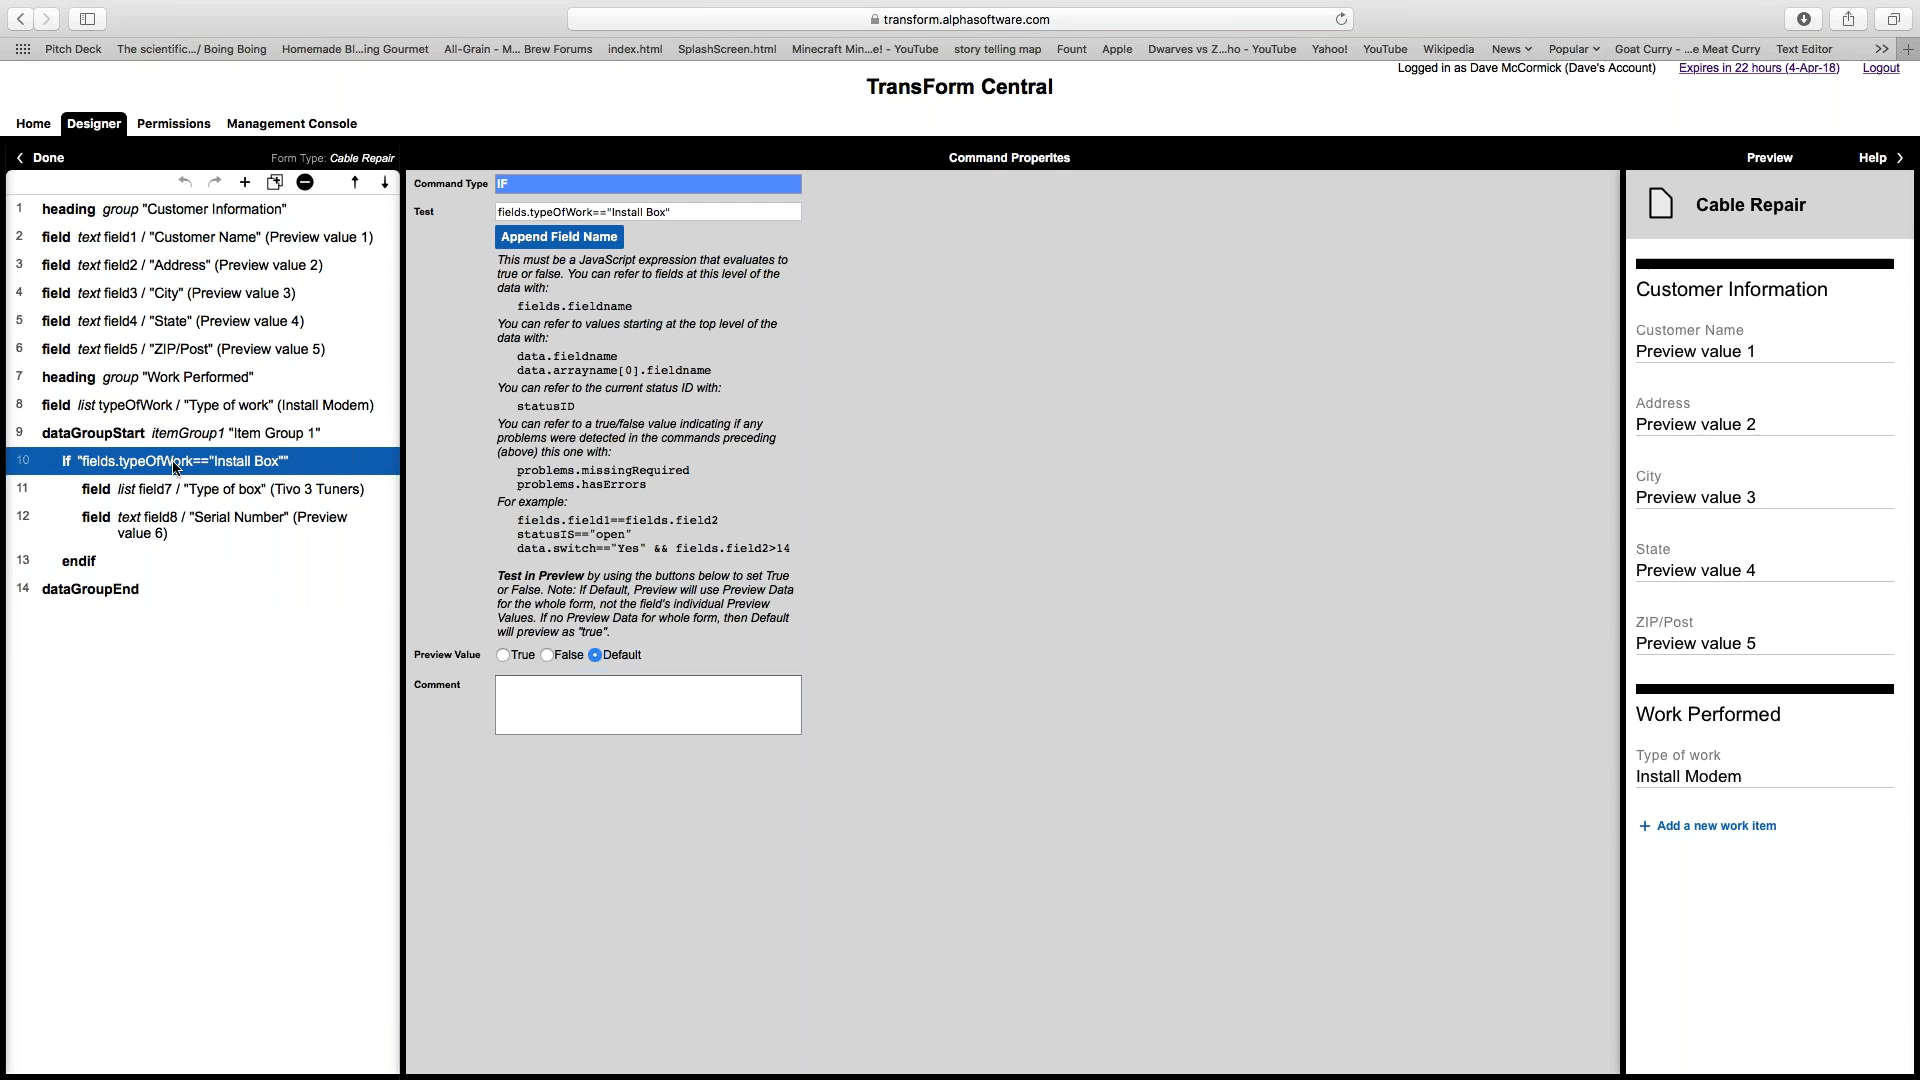 transform.alphasoftware.com
Pitch Deck The scientific.../ Boing Boing Homemade Bl...ing Gourmet All-Grain - M... Brew Forums index.html SplashScreen.html Minecraft Min...e! - YouTube story telling map Fount Apple Dwarves vs Z...ho - YouTube Yahoo! YouTube Wikipedia News Popular Goat Curry - ...e Meat Curry Text Editor >>
Logged in as Dave McCormick (Dave's Account) Expires in 22 hours (4-Apr-18) Logout
TransForm Central
Home Designer Permissions Management Console
Done Form Type: Cable Repair Command Properites Preview Help
1 heading group "Customer Information"
2 field text field1 / "Customer Name" (Preview value 1)
3 field text field2 / "Address" (Preview value 2)
4 field text field3 / "City" (Preview value 3)
5 field text field4 / "State" (Preview value 4)
6 field text field5 / "ZIP/Post" (Preview value 5)
7 heading group "Work Performed"
8 field list typeOfWork / "Type of work" (Install Modem)
9 dataGroupStart itemGroup1 "Item Group 1"
10 if "fields.typeOfWork=="Install Box""
11 field list field7 / "Type of box" (Tivo 3 Tuners)
12 field text field8 / "Serial Number" (Preview
value 6)
13 endif
14 dataGroupEnd
Command Type IF
Test fields.typeOfWork=="Install Box"
Append Field Name
This must be a JavaScript expression that evaluates to
true or false. You can refer to fields at this level of the
data with:
fields.fieldname
You can refer to values starting at the top level of the
data with:
data.fieldname
data.arrayname[0].fieldname
You can refer to the current status ID with:
statusID
You can refer to a true/false value indicating if any
problems were detected in the commands preceding
(above) this one with:
problems.missingRequired
problems.hasErrors
For example:
fields.field1==fields.field2
statusIS=="open"
data.switch=="Yes" && fields.field2>14
Test in Preview by using the buttons below to set True
or False. Note: If Default, Preview will use Preview Data
for the whole form, not the field's individual Preview
Values. If no Preview Data for whole form, then Default
will preview as "true".
Preview Value True False Default
Comment
Cable Repair
Customer Information
Customer Name
Preview value 1
Address
Preview value 2
City
Preview value 3
State
Preview value 4
ZIP/Post
Preview value 5
Work Performed
Type of work
Install Modem
+ Add a new work item